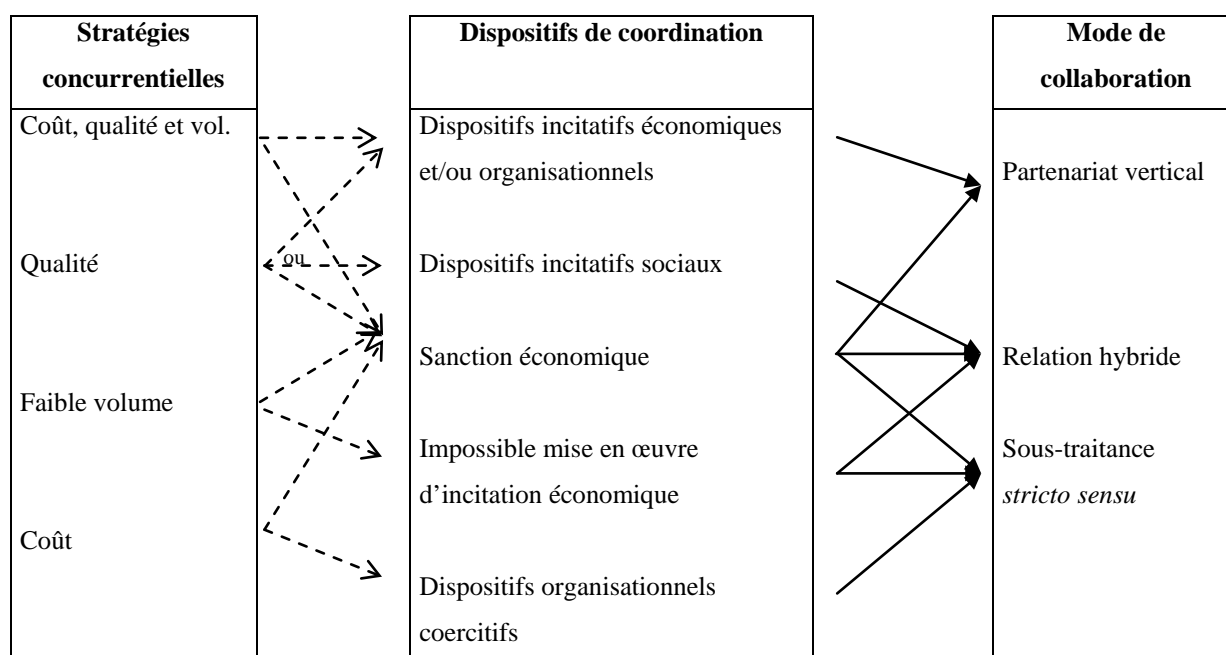 Stratégies
concurrentielles
Dispositifs de coordination
Mode de
collaboration
Coût, qualité et vol.
Dispositifs incitatifs économiques
et/ou organisationnels
Partenariat vertical
Qualité
ou
Dispositifs incitatifs sociaux
Sanction économique
Relation hybride
Faible volume
Impossible mise en œuvre
d’incitation économique
Sous-traitance
stricto sensu
Coût
Dispositifs organisationnels
coercitifs